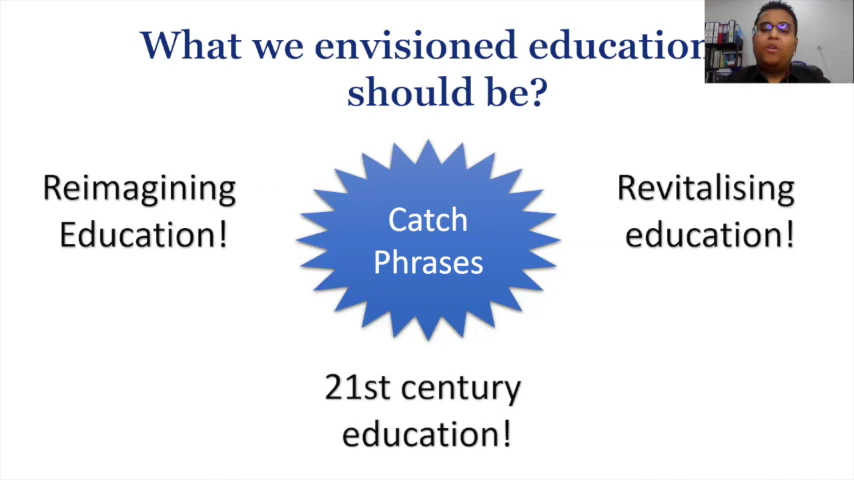 What we envisioned education
should be?
Reimagining
Education!
Catch
Phrases
Revitalising
education!
21st century
education!